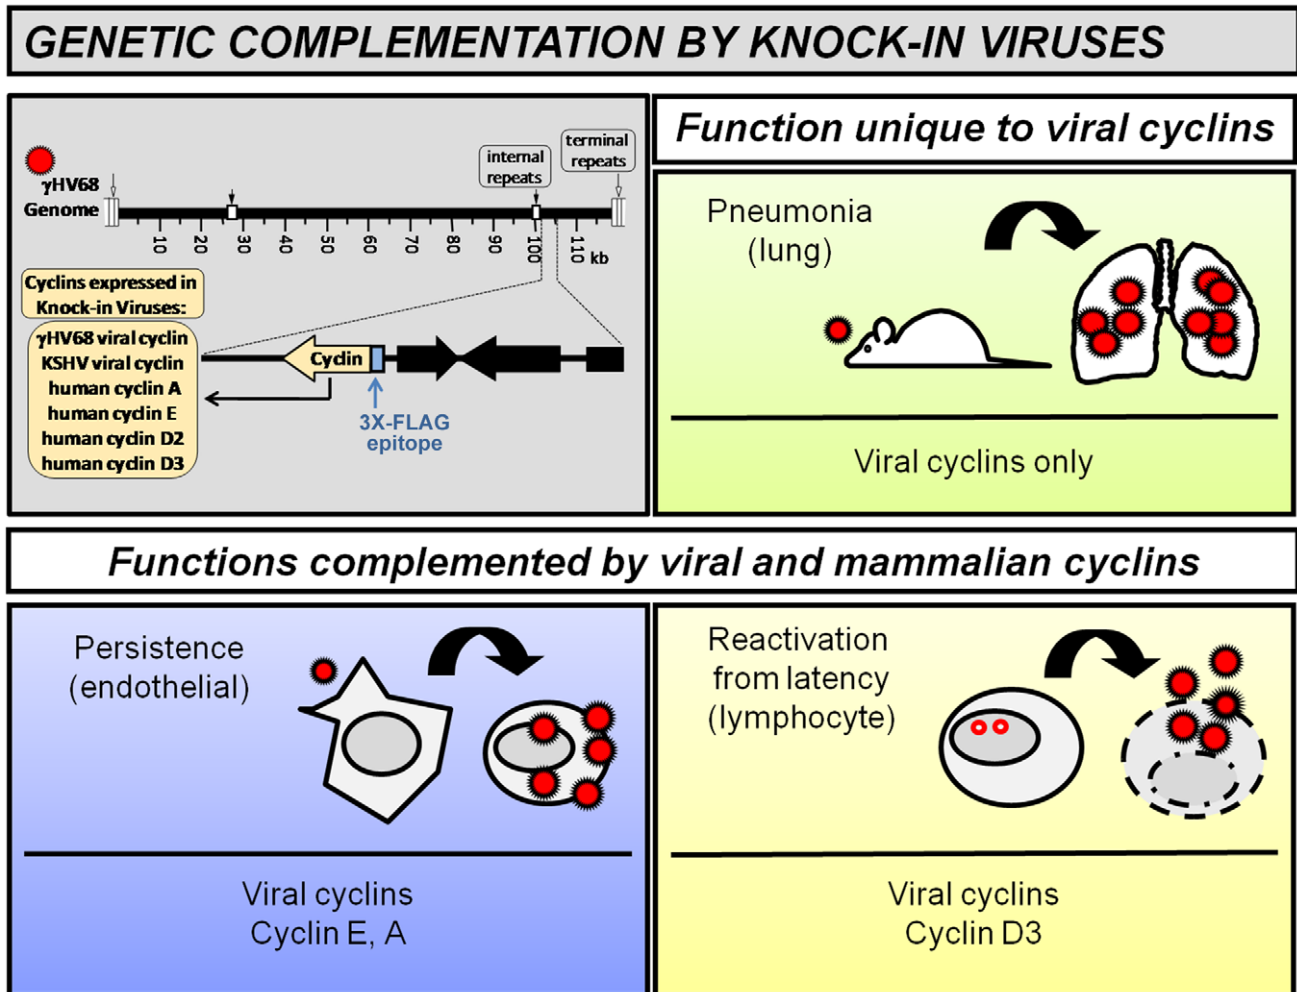 GENETIC COMPLEMENTATION BY KNOCK-IN VIRUSES
γHV68
Genome
internal
repeats
terminal
repeats
10 20 30 40 50 60 70 80 90 100 110 kb
Cyclins expressed in
Knock-in Viruses:
γHV68 viral cyclin
KSHV viral cyclin
human cyclin A
human cyclin E
human cyclin D2
human cyclin D3
Cyclin
3X-FLAG
epitope
Function unique to viral cyclins
Pneumonia
(lung)
Viral cyclins only
Functions complemented by viral and mammalian cyclins
Persistence
(endothelial)
Viral cyclins
Cyclin E, A
Reactivation
from latency
(lymphocyte)
Viral cyclins
Cyclin D3